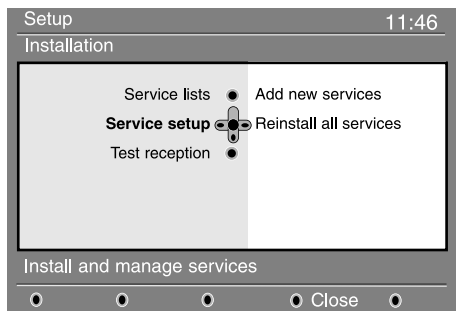 Setup 11:46
Installation
Service lists Add new services
Service setup Reinstall all services
Test reception
Install and manage services
Close